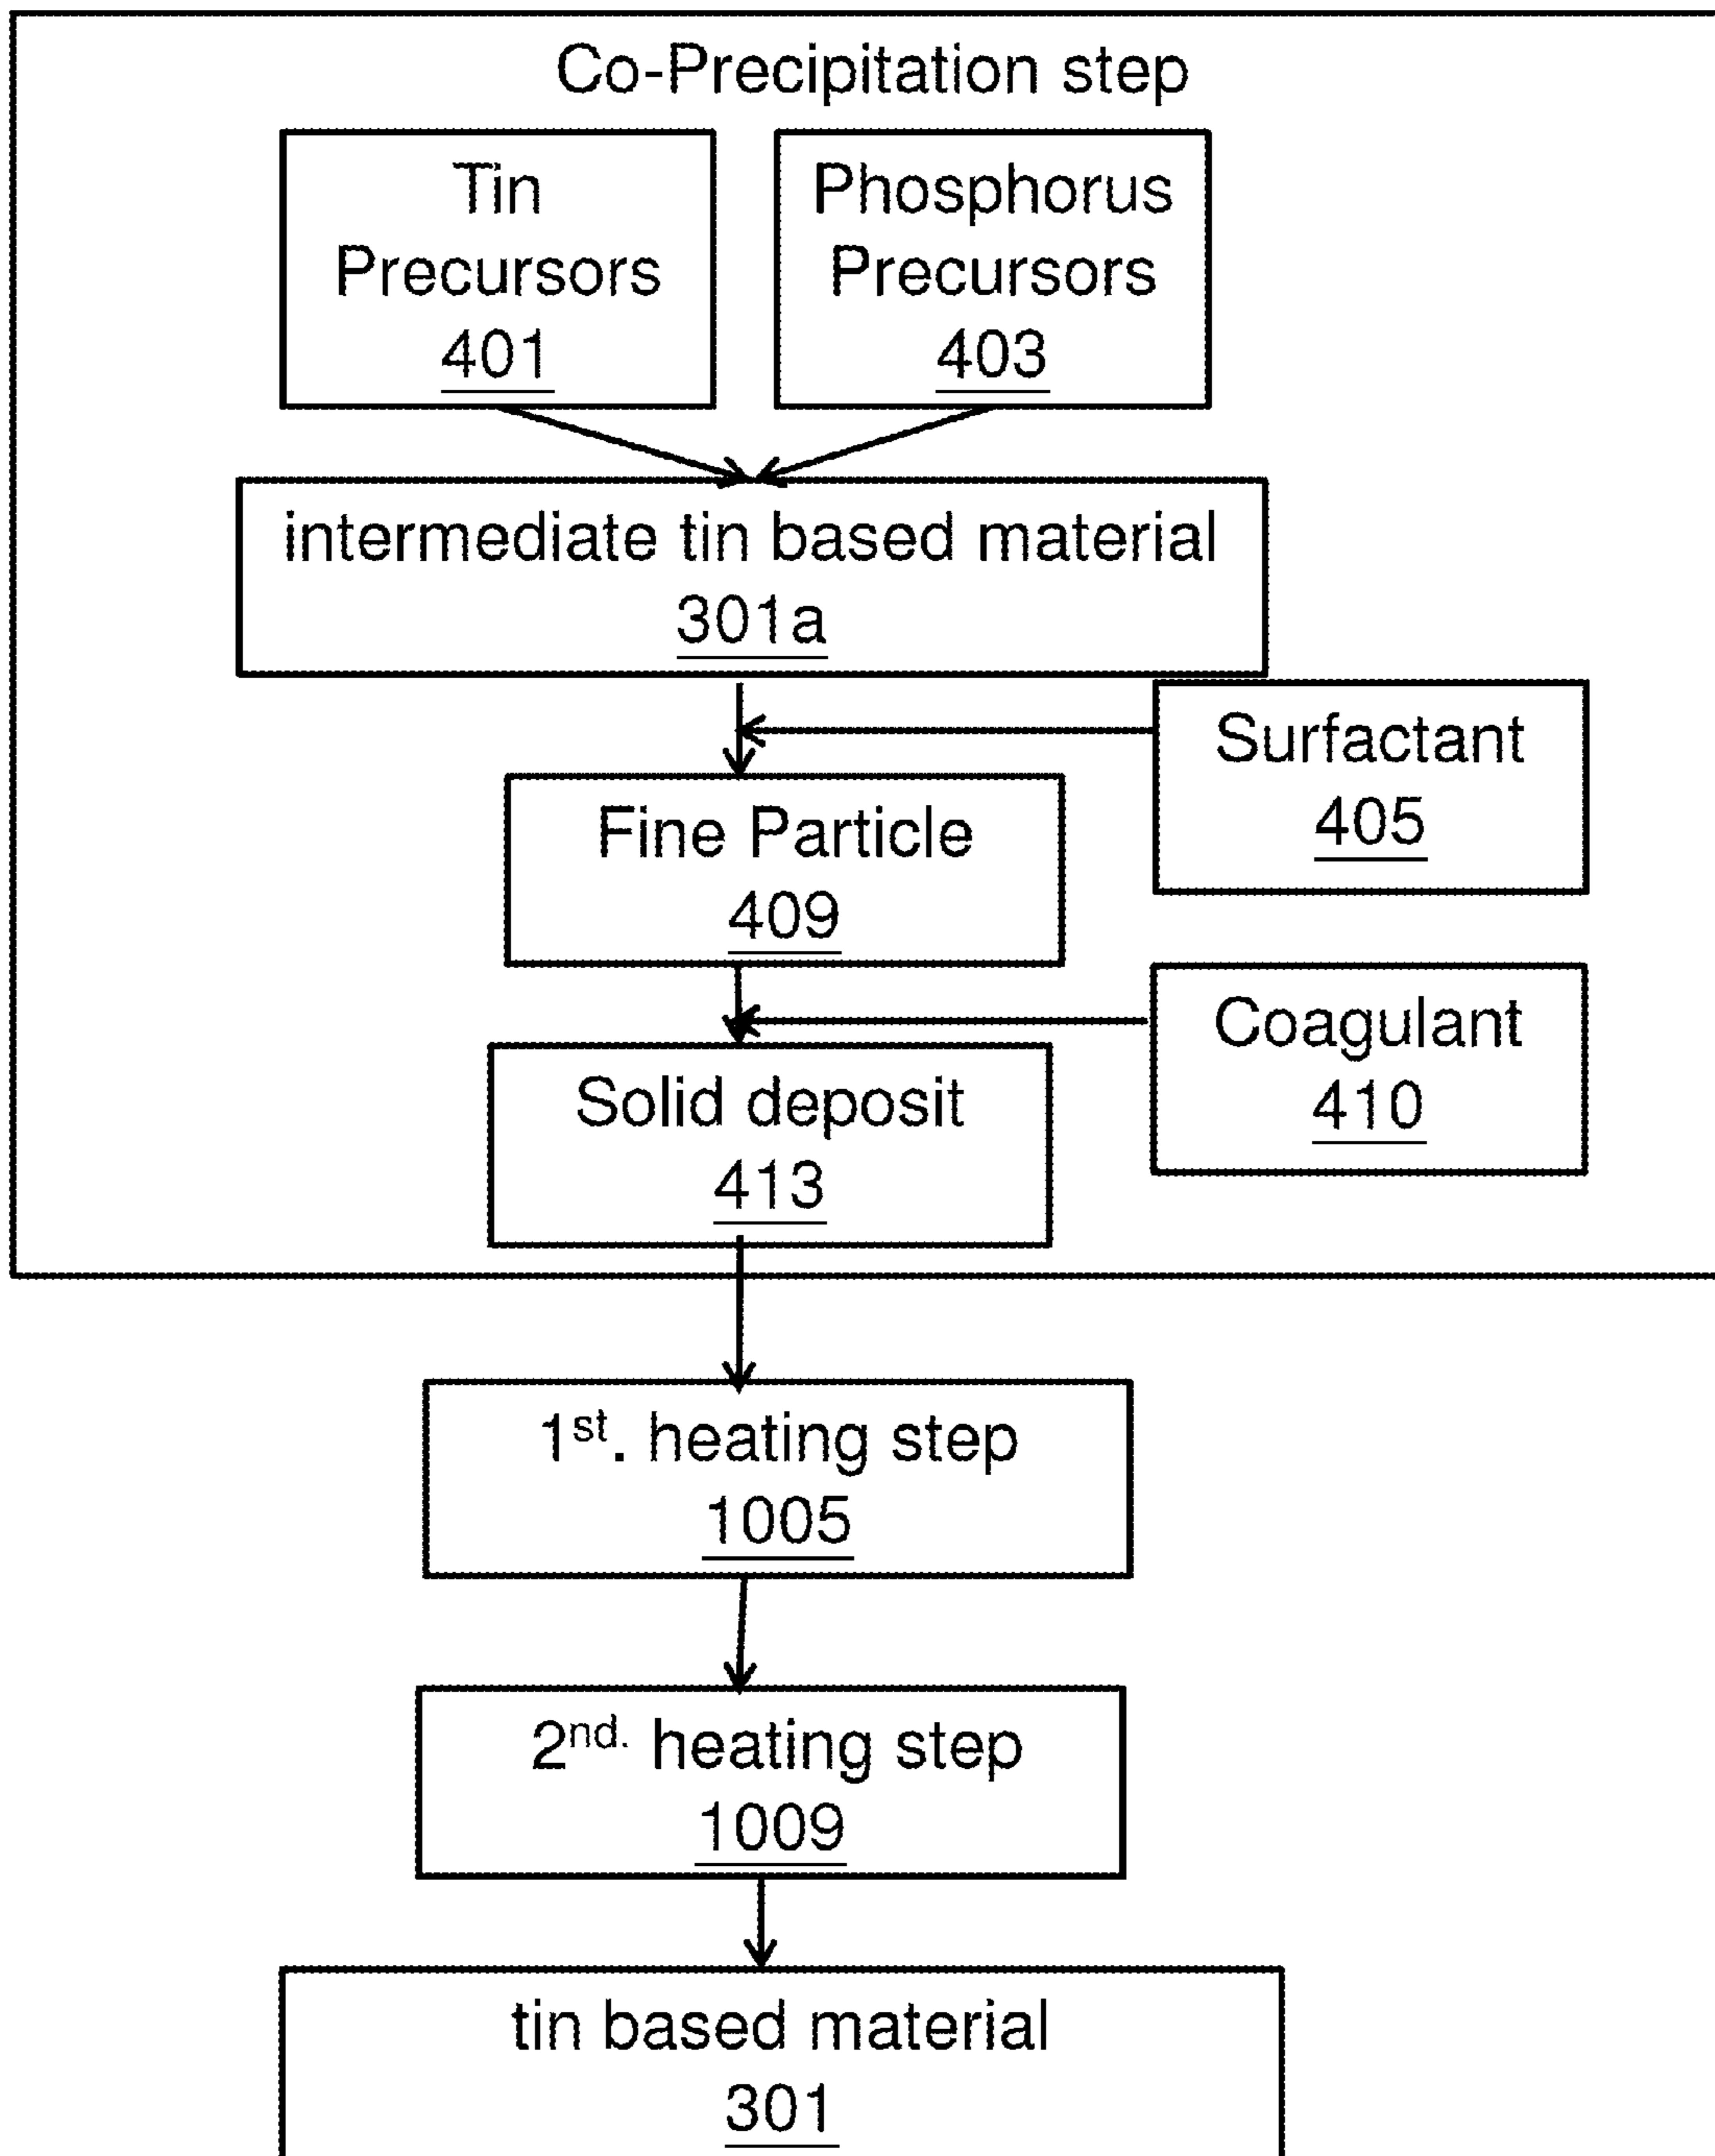 Co-Precipitation step
Tin
Precursors
401
Phosphorus
Precursors
403
intermediate tin based material
301a
Surfactant
405
Fine Particle
409
Coagulant
410
Solid deposit
413
1st. heating step
1005
2nd. heating step
1009
tin based material
301